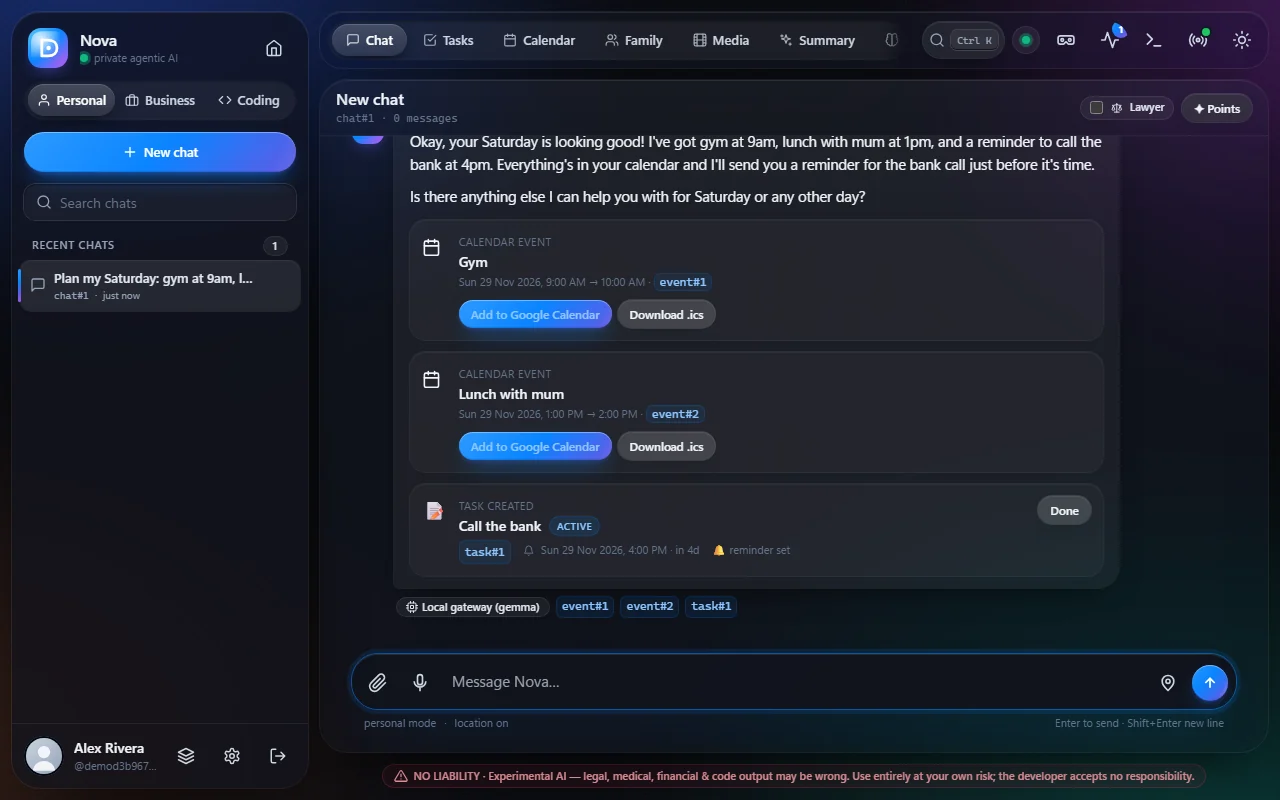 Nova
private agentic AI
Personal
Business
Coding
New chat
Search chats
RECENT CHATS
1
Plan my Saturday: gym at 9am, l...
chat#1 · just now
Alex Rivera
@demod3b967...
Chat
Tasks
Calendar
Family
Media
Summary
Ctrl K
1
New chat
chat#1 · 0 messages
Lawyer
Points
Okay, your Saturday is looking good! I've got gym at 9am, lunch with mum at 1pm, and a reminder to call the
bank at 4pm. Everything's in your calendar and I'll send you a reminder for the bank call just before it's time.
Is there anything else I can help you with for Saturday or any other day?
CALENDAR EVENT
Gym
Sun 29 Nov 2026, 9:00 AM → 10:00 AM · event#1
Add to Google Calendar
Download .ics
CALENDAR EVENT
Lunch with mum
Sun 29 Nov 2026, 1:00 PM → 2:00 PM · event#2
Add to Google Calendar
Download .ics
TASK CREATED
Call the bank ACTIVE
Done
task#1 Sun 29 Nov 2026, 4:00 PM · in 4d reminder set
Local gateway (gemma) event#1 event#2 task#1
Message Nova...
personal mode · location on
Enter to send · Shift+Enter new line
NO LIABILITY · Experimental AI — legal, medical, financial & code output may be wrong. Use entirely at your own risk; the developer accepts no responsibility.